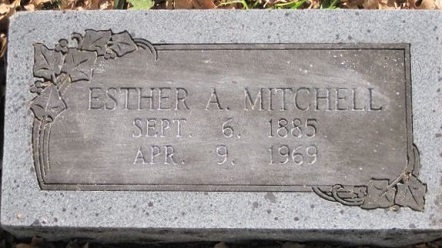 ESTHER A. MITCHELL
SEPT. 6, 1885
APR. 9, 1969